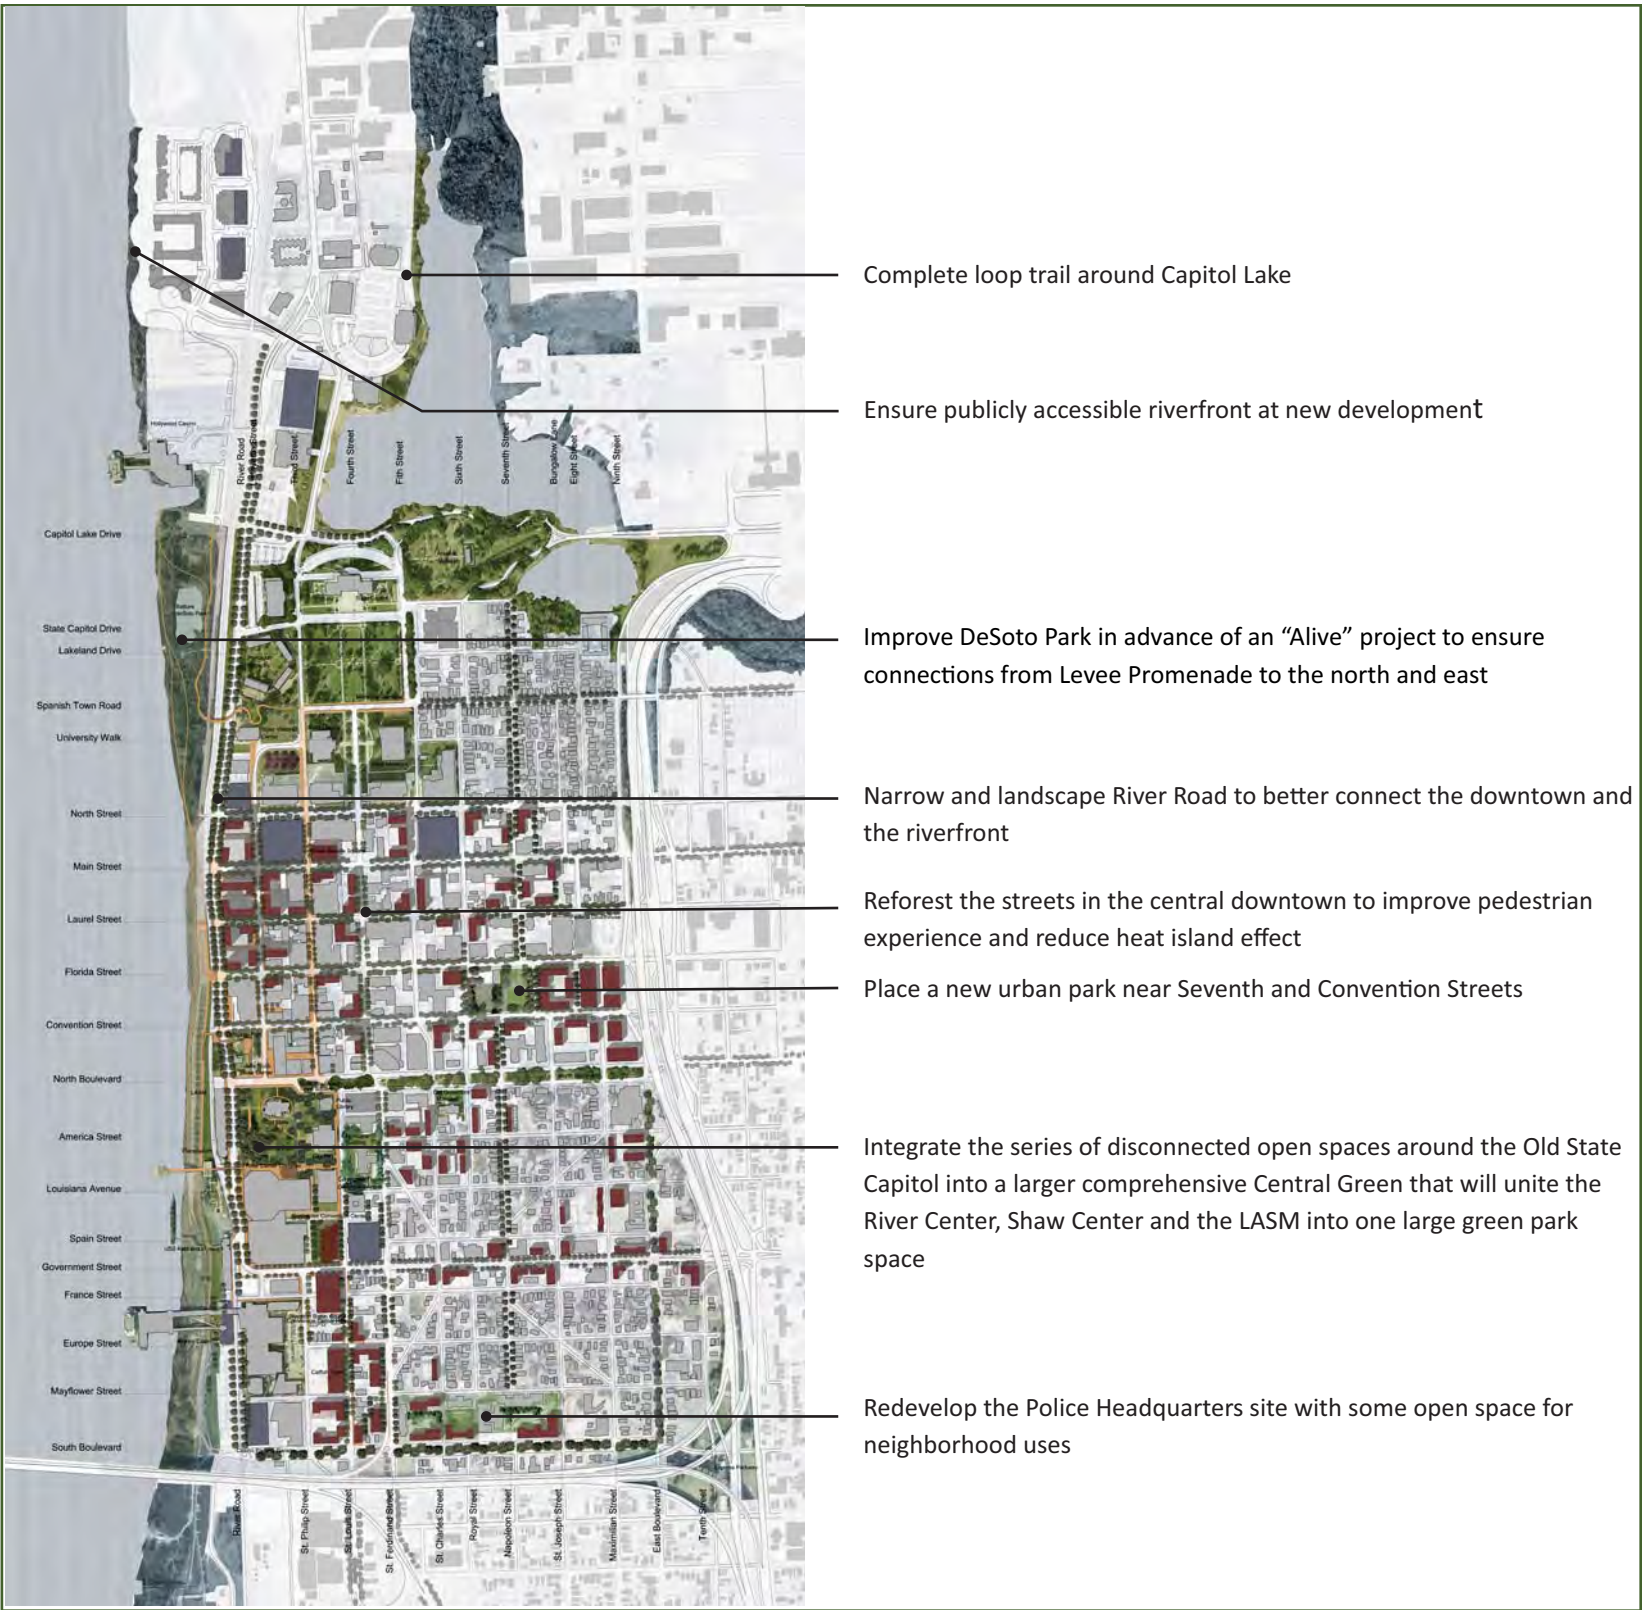 Complete loop trail around Capitol Lake
Ensure publicly accessible riverfront at new development
Improve DeSoto Park in advance of an “Alive” project to ensure
connections from Levee Promenade to the north and east
Narrow and landscape River Road to better connect the downtown and
the riverfront
Reforest the streets in the central downtown to improve pedestrian
experience and reduce heat island effect
Place a new urban park near Seventh and Convention Streets
Integrate the series of disconnected open spaces around the Old State
Capitol into a larger comprehensive Central Green that will unite the
River Center, Shaw Center and the LASM into one large green park
space
Redevelop the Police Headquarters site with some open space for
neighborhood uses
Hollywood Casino
River Road
Third Street
Fourth Street
Fith Street
Sixth Street
Seventh Street
Bungalow Lane
Eight Street
Ninth Street
Capitol Lake Drive
State Capitol Drive
Lakeland Drive
Spanish Town Road
University Walk
North Street
Main Street
Laurel Street
Florida Street
Convention Street
North Boulevard
America Street
Louisiana Avenue
Spain Street
Government Street
France Street
Europe Street
Mayflower Street
South Boulevard
River Road
St. Philip Street
St. Louis Street
St. Ferdinand Street
St. Charles Street
Royal Street
Napoleon Street
St. Joseph Street
Maximilian Street
East Boulevard
Tenth Street